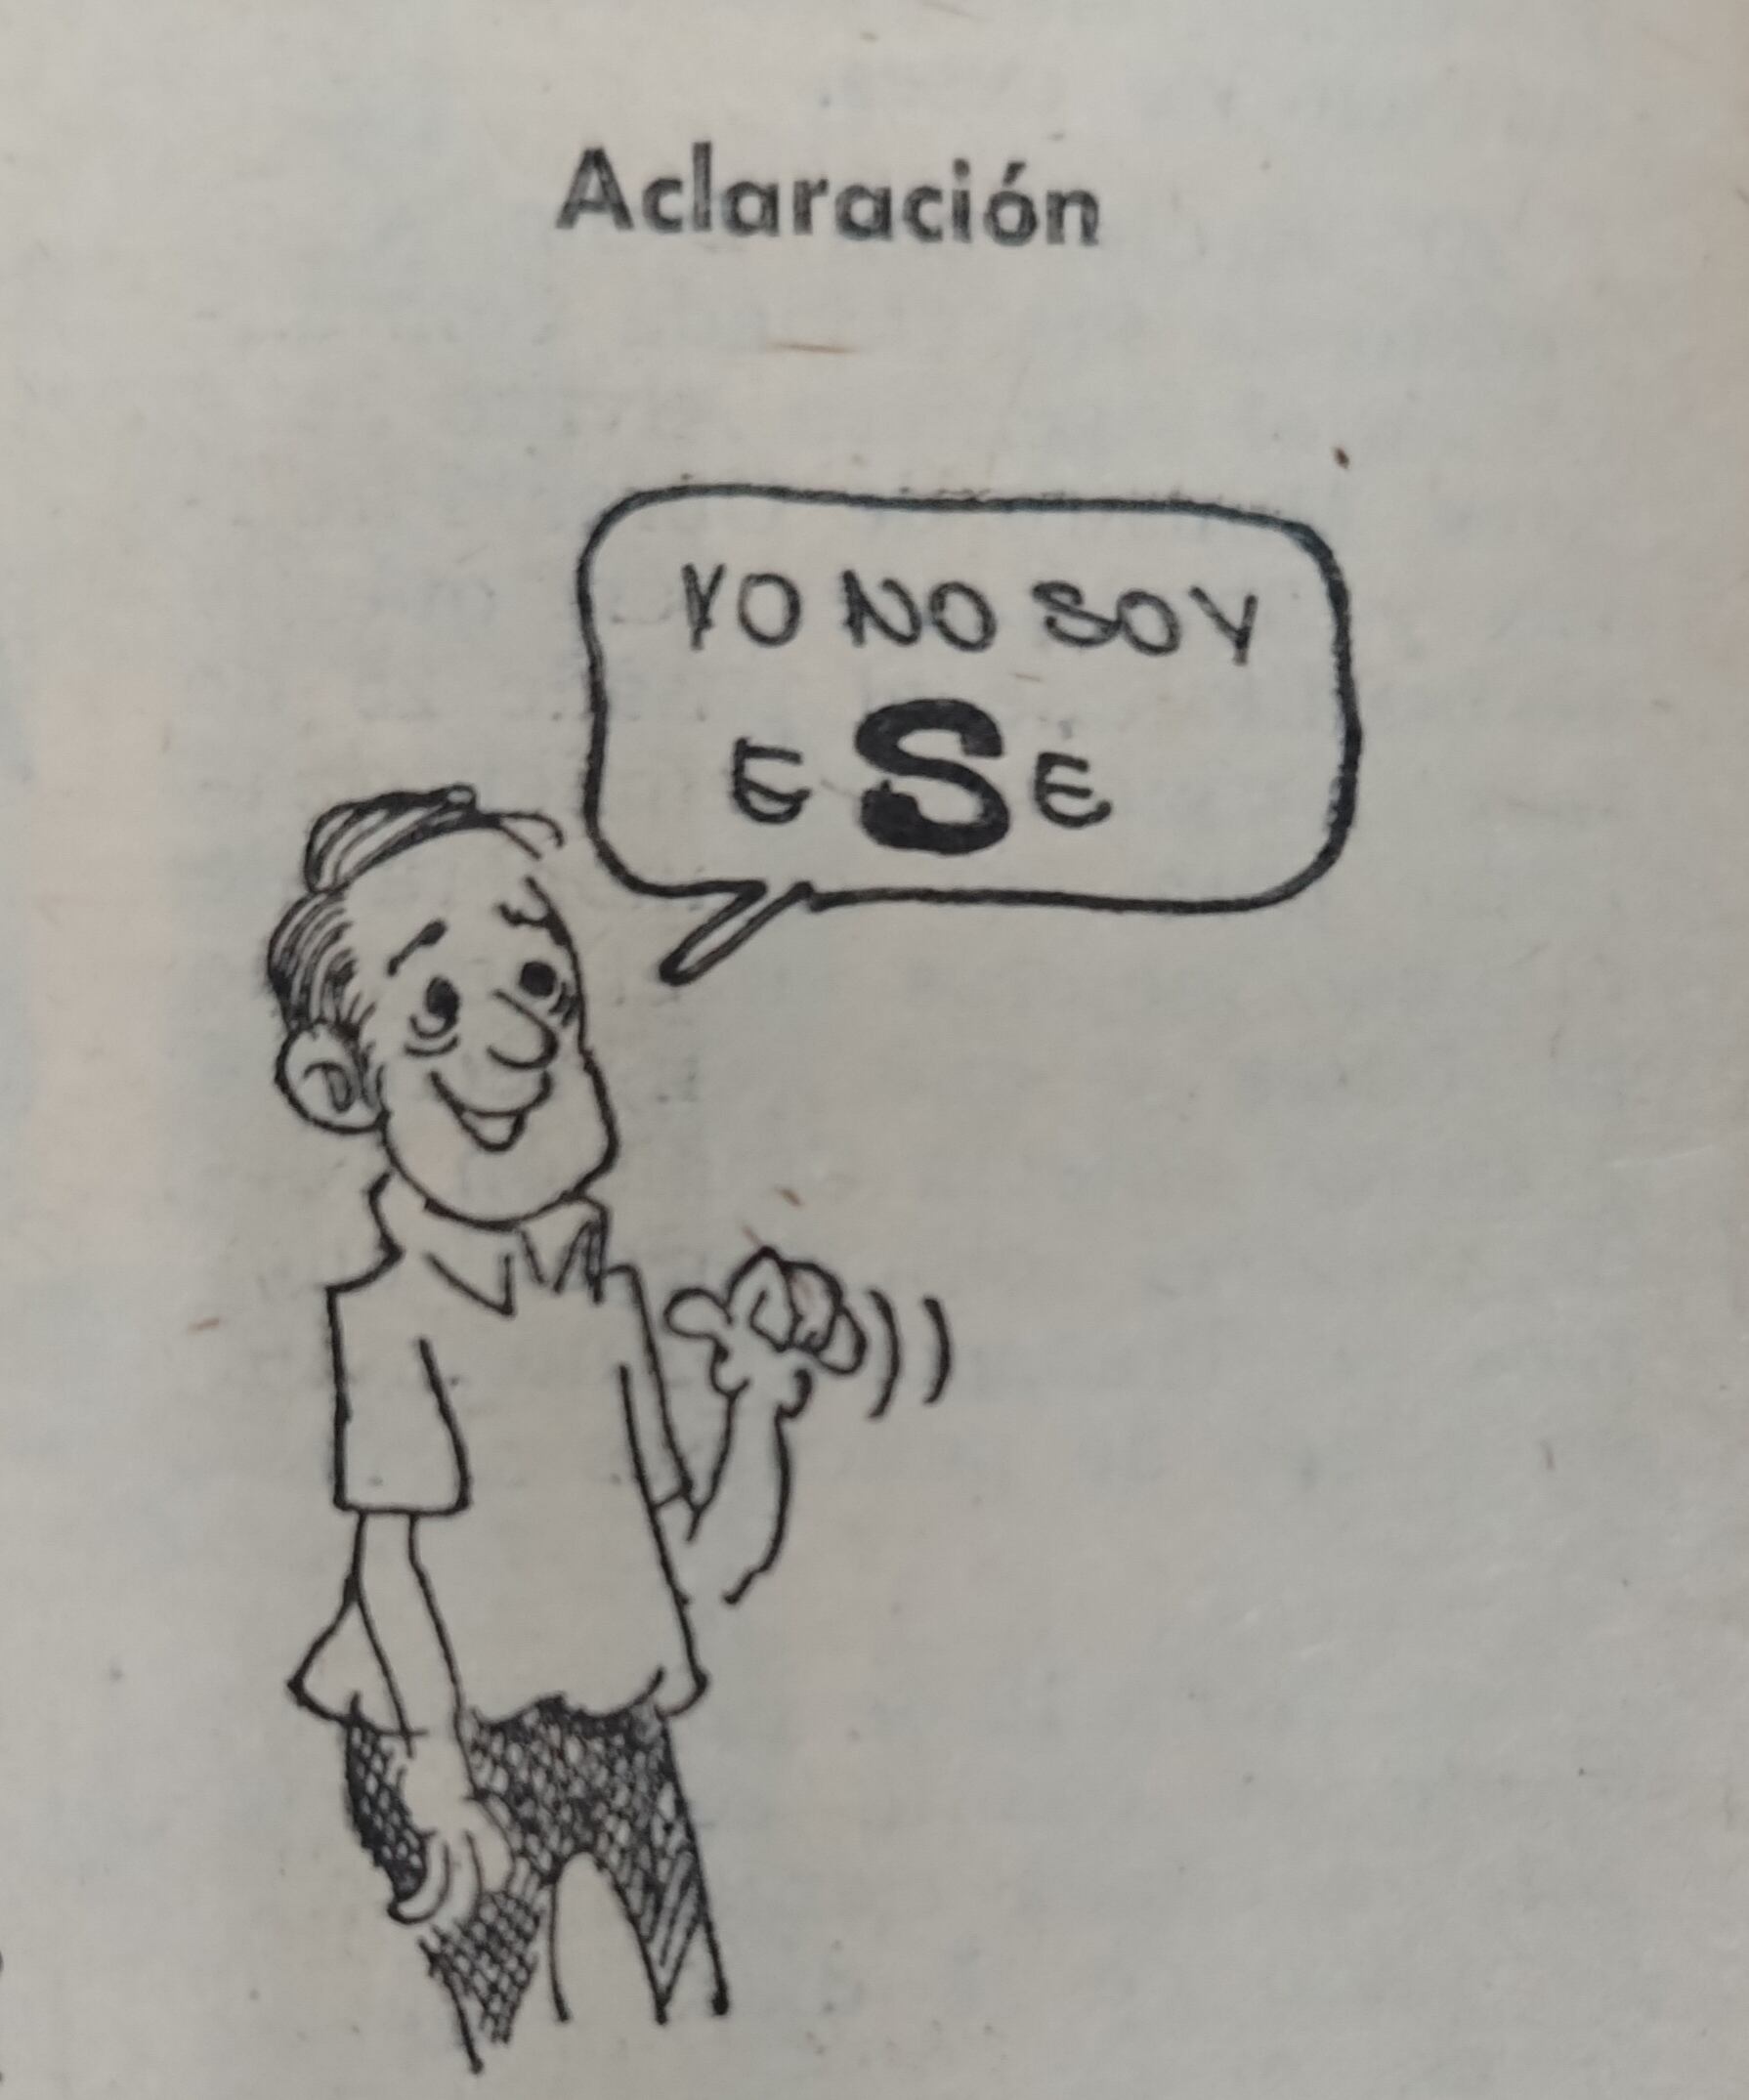 Aclaración
YO NO SOY
ESE